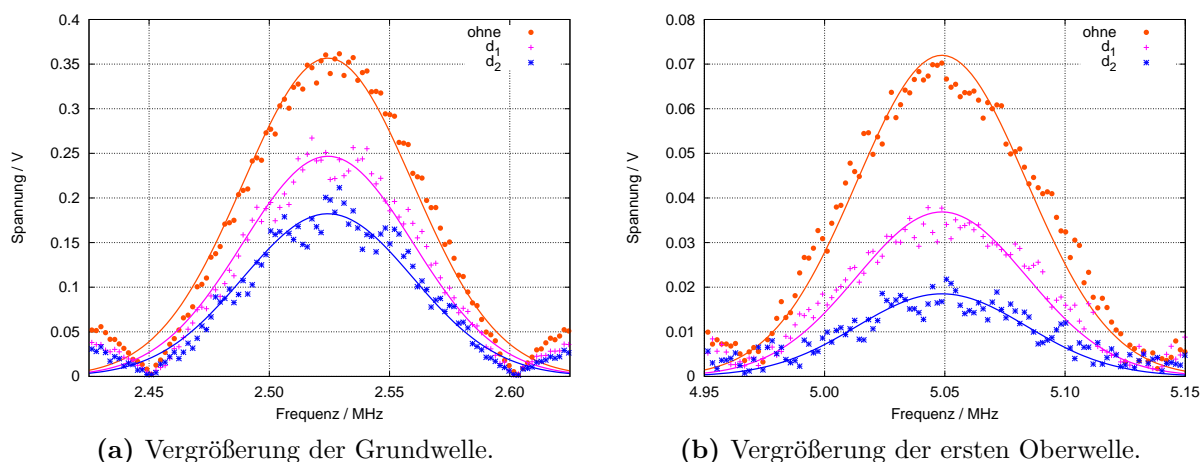 ohne
d1
d2
Spannung / V
0.4
0.35
0.3
0.25
0.2
0.15
0.1
0.05
0
2.45 2.50 2.55 2.60
Frequenz / MHz
(a) Vergrößerung der Grundwelle.
ohne
d1
d2
Spannung / V
0.08
0.07
0.06
0.05
0.04
0.03
0.02
0.01
0
4.95 5.00 5.05 5.10 5.15
Frequenz / MHz
(b) Vergrößerung der ersten Oberwelle.